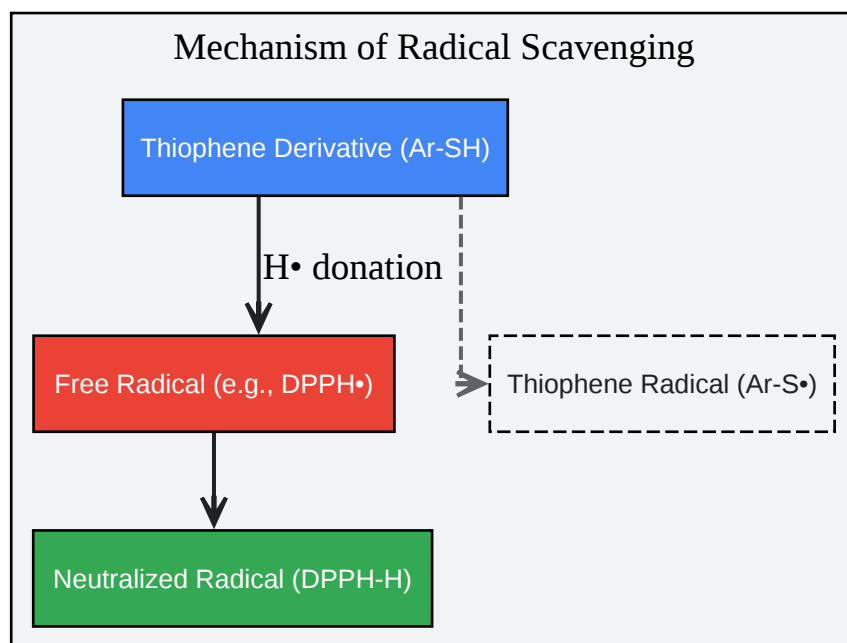 Mechanism of Radical Scavenging
Thiophene Derivative (Ar-SH)
H• donation
Free Radical (e.g., DPPH•)
Thiophene Radical (Ar-S•)
Neutralized Radical (DPPH-H)